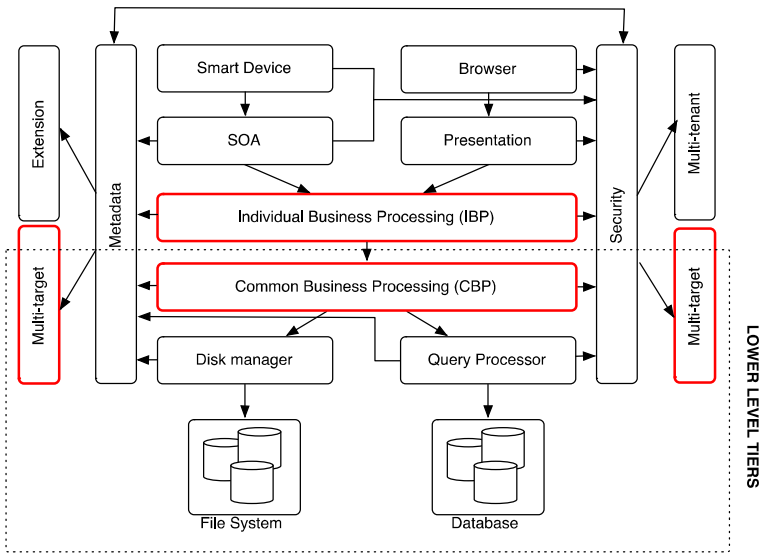 Smart Device
Browser
Extension
Multi-tenant
SOA
Presentation
Metadata
Security
Individual Business Processing (IBP)
Common Business Processing (CBP)
Multi-target
Multi-target
Disk manager
Query Processor
LOWER LEVEL TIERS
File System
Database